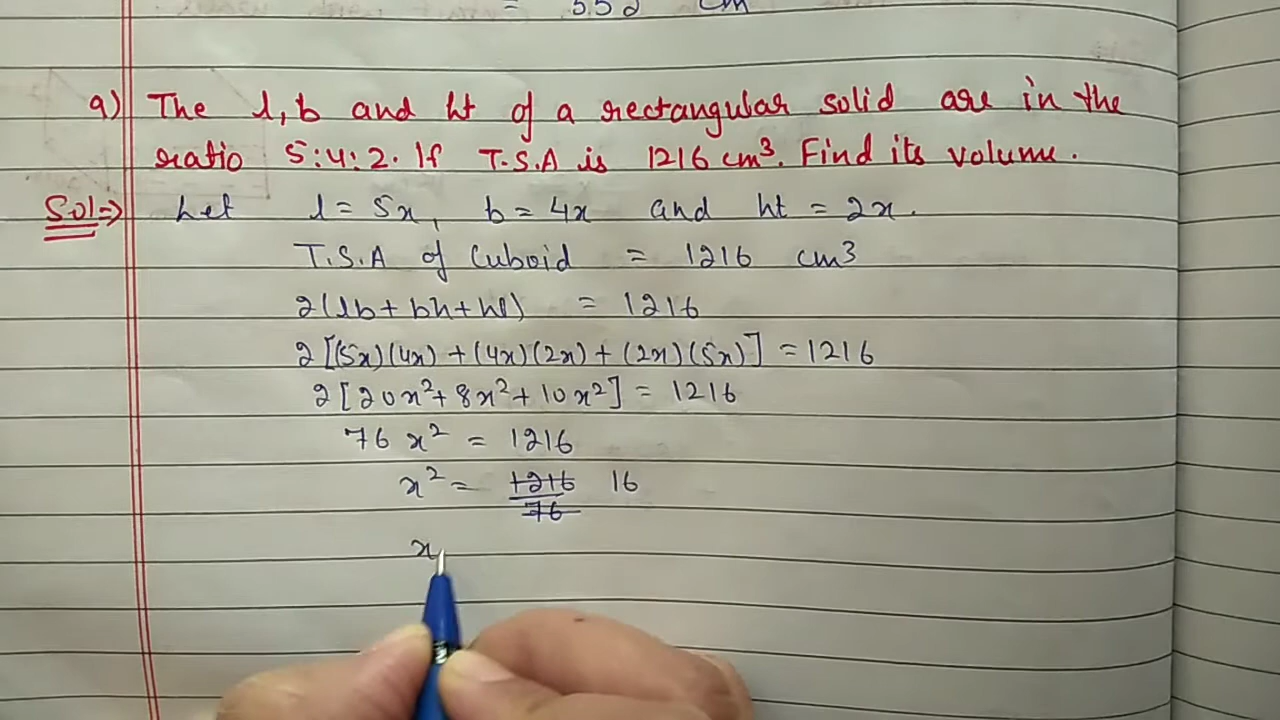 = 552 cm
9) The l, b and ht of a rectangular solid are in the
ratio 5:4:2. If T.S.A is 1216 cm³. Find its volume.
Sol⇒ Let l = 5x, b = 4x and ht = 2x.
T.S.A of Cuboid = 1216 cm³
2(lb + bh + hl) = 1216
2[(5x)(4x) + (4x)(2x) + (2x)(5x)] = 1216
2[20x² + 8x² + 10x²] = 1216
76 x² = 1216
x² = 1216 16
76
x